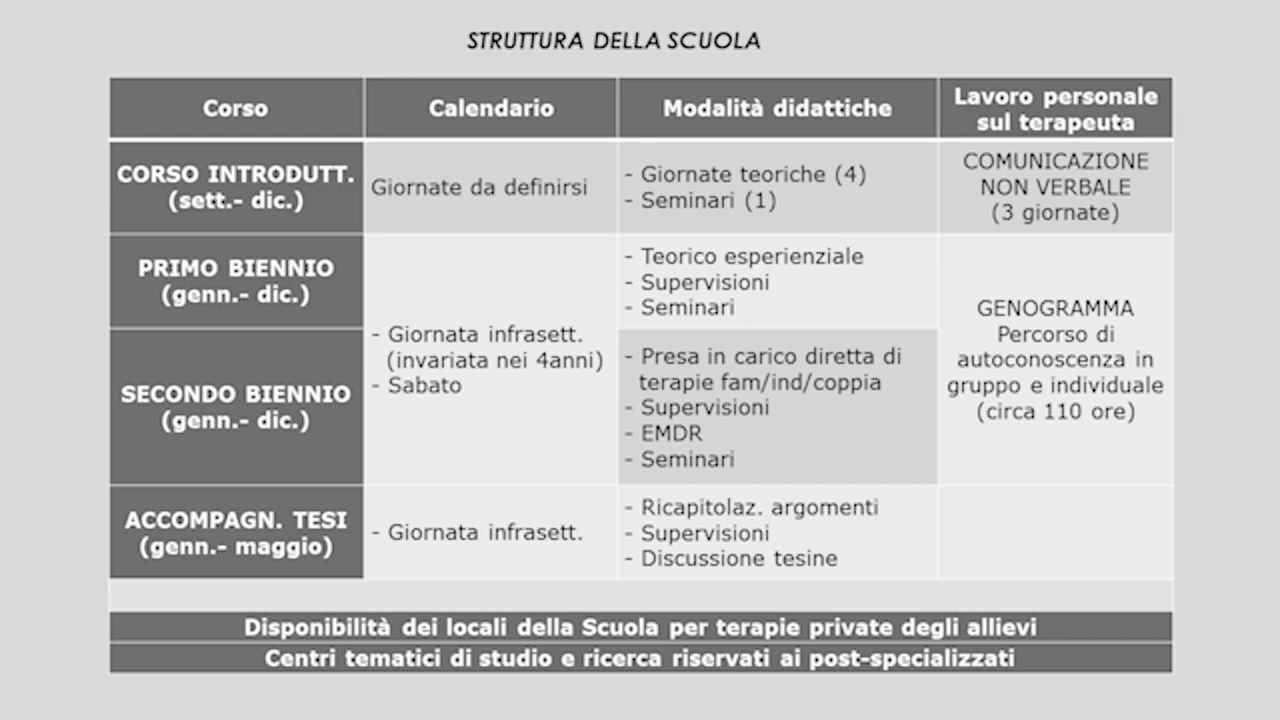 STRUTTURA DELLA SCUOLA
Corso
Calendario
Modalità didattiche
Lavoro personale
sul terapeuta
CORSO INTRODUTT.
(sett.- dic.)
Giornate da definirsi
- Giornate teoriche (4)
- Seminari (1)
COMUNICAZIONE
NON VERBALE
(3 giornate)
PRIMO BIENNIO
(genn.- dic.)
- Giornata infrasett.
(invariata nei 4anni)
- Sabato
- Teorico esperienziale
- Supervisioni
- Seminari
GENOGRAMMA
Percorso di
autoconoscenza in
gruppo e individuale
(circa 110 ore)
SECONDO BIENNIO
(genn.- dic.)
- Presa in carico diretta di
terapie fam/ind/coppia
- Supervisioni
- EMDR
- Seminari
ACCOMPAGN. TESI
(genn.- maggio)
- Giornata infrasett.
- Ricapitolaz. argomenti
- Supervisioni
- Discussione tesine
Disponibilità dei locali della Scuola per terapie private degli allievi
Centri tematici di studio e ricerca riservati ai post-specializzati